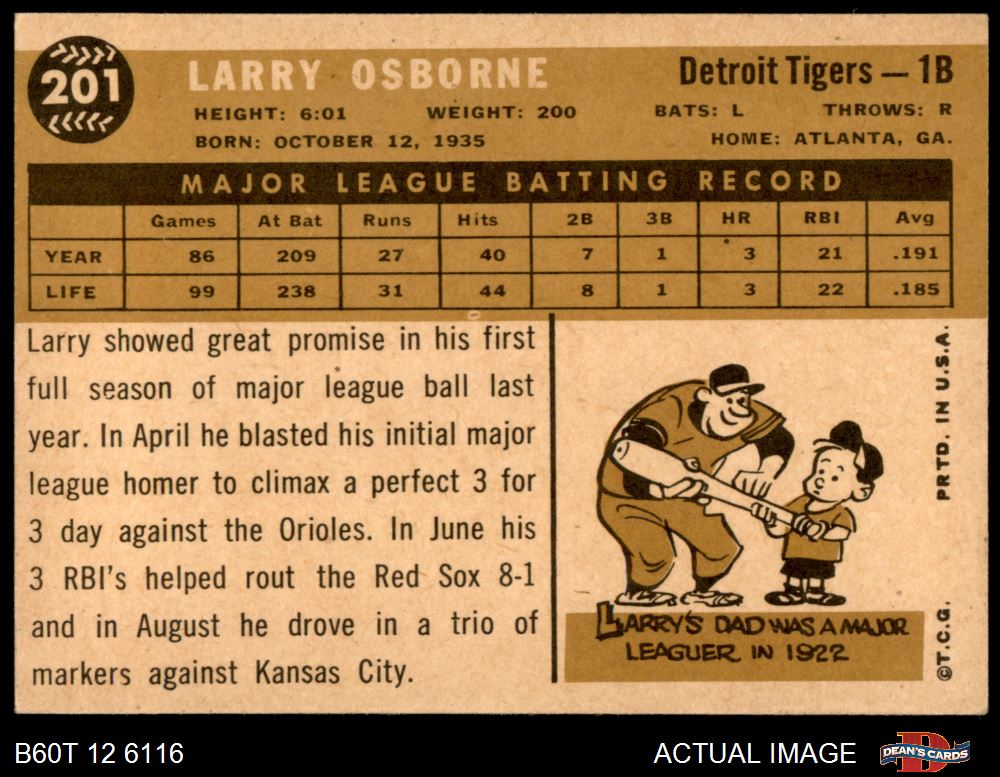 201
LARRY OSBORNE
Detroit Tigers — 1B
HEIGHT: 6:01 WEIGHT: 200 BATS: L THROWS: R
BORN: OCTOBER 12, 1935 HOME: ATLANTA, GA.
MAJOR LEAGUE BATTING RECORD
Games At Bat Runs Hits 2B 3B HR RBI Avg
YEAR 86 209 27 40 7 1 3 21 .191
LIFE 99 238 31 44 8 1 3 22 .185
Larry showed great promise in his first
full season of major league ball last
year. In April he blasted his initial major
league homer to climax a perfect 3 for
3 day against the Orioles. In June his
3 RBI's helped rout the Red Sox 8-1
and in August he drove in a trio of
markers against Kansas City.
LARRY'S DAD WAS A MAJOR
LEAGUER IN 1922
©T.C.G. PRTD. IN U.S.A.
B60T 12 6116
ACTUAL IMAGE
DEAN'S CARDS